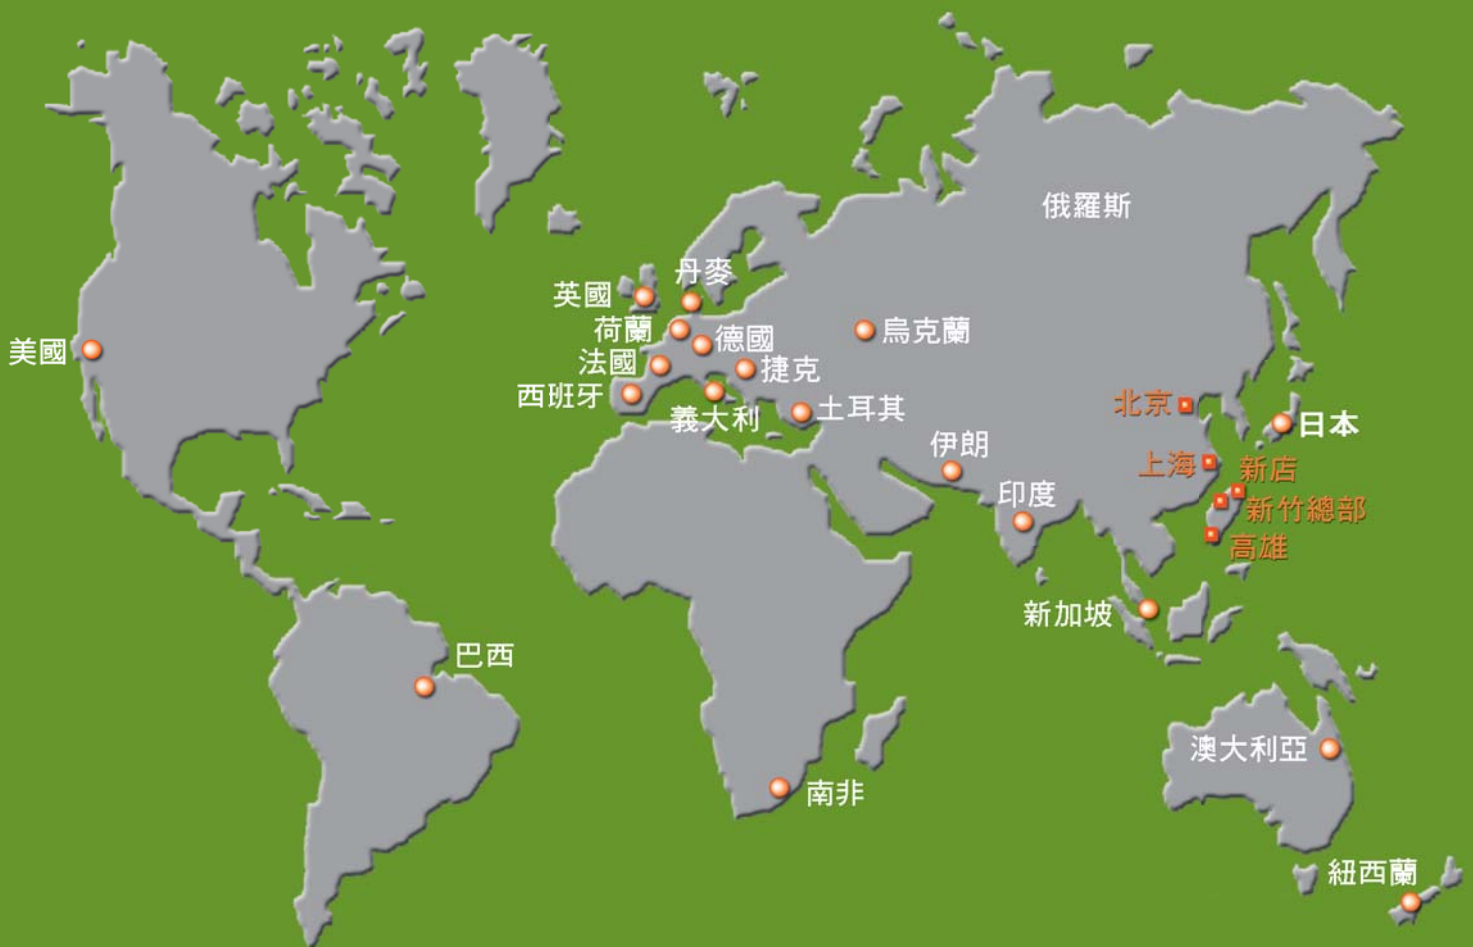 俄羅斯
丹麥
英國
荷蘭
德國
烏克蘭
美國
法國
捷克
西班牙
土耳其
義大利
北京
日本
伊朗
上海
新店
印度
新竹總部
高雄
新加坡
巴西
澳大利亞
南非
紐西蘭